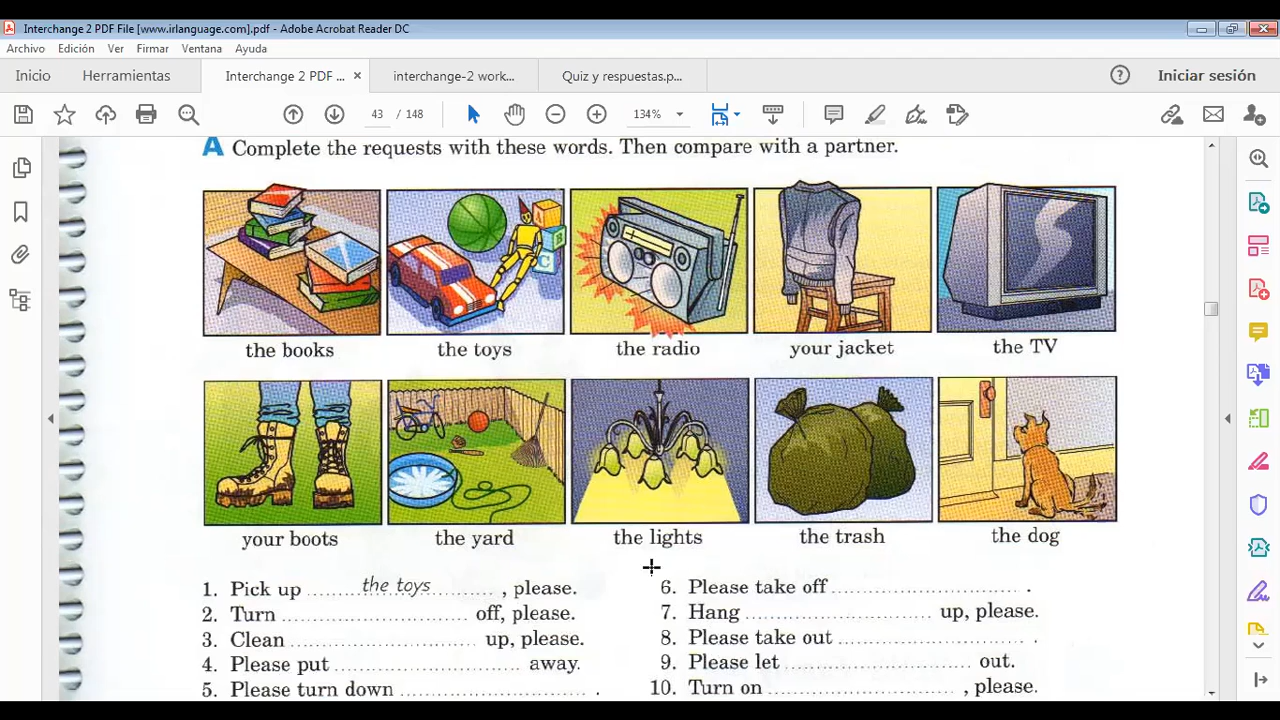 Interchange 2 PDF File [www.irlanguage.com].pdf - Adobe Acrobat Reader DC
Archivo Edición Ver Firmar Ventana Ayuda
Inicio Herramientas Interchange 2 PDF ... × interchange-2 work... Quiz y respuestas.p... Iniciar sesión
43 / 148 134%
A Complete the requests with these words. Then compare with a partner.
B
C
the books the toys the radio your jacket the TV
your boots the yard the lights the trash the dog
1. Pick up the toys , please.
2. Turn .......... off, please.
3. Clean .......... up, please.
4. Please put .......... away.
5. Please turn down .......... .
6. Please take off .......... .
7. Hang .......... up, please.
8. Please take out .......... .
9. Please let .......... out.
10. Turn on .......... , please.